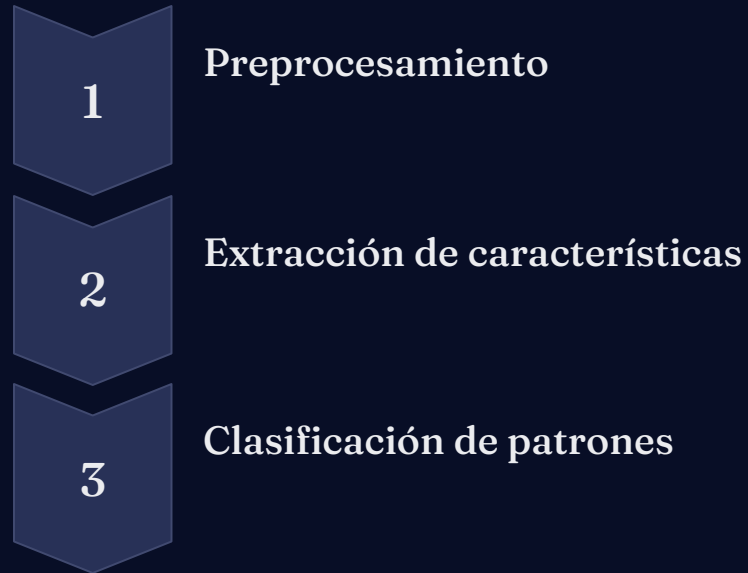 1
Preprocesamiento
2
Extracción de características
3
Clasificación de patrones